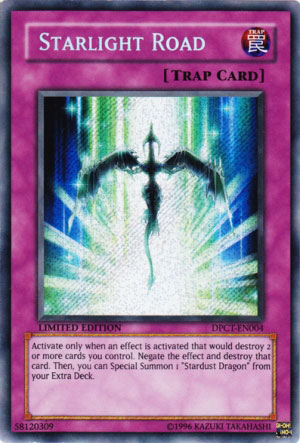 STARLIGHT ROAD
TRAP
罠
[TRAP CARD]
LIMITED EDITION
DPCT-EN004
Activate only when an effect is activated that would destroy 2
or more cards you control. Negate the effect and destroy that
card. Then, you can Special Summon 1 "Stardust Dragon" from
your Extra Deck.
58120309
©1996 KAZUKI TAKAHASHI